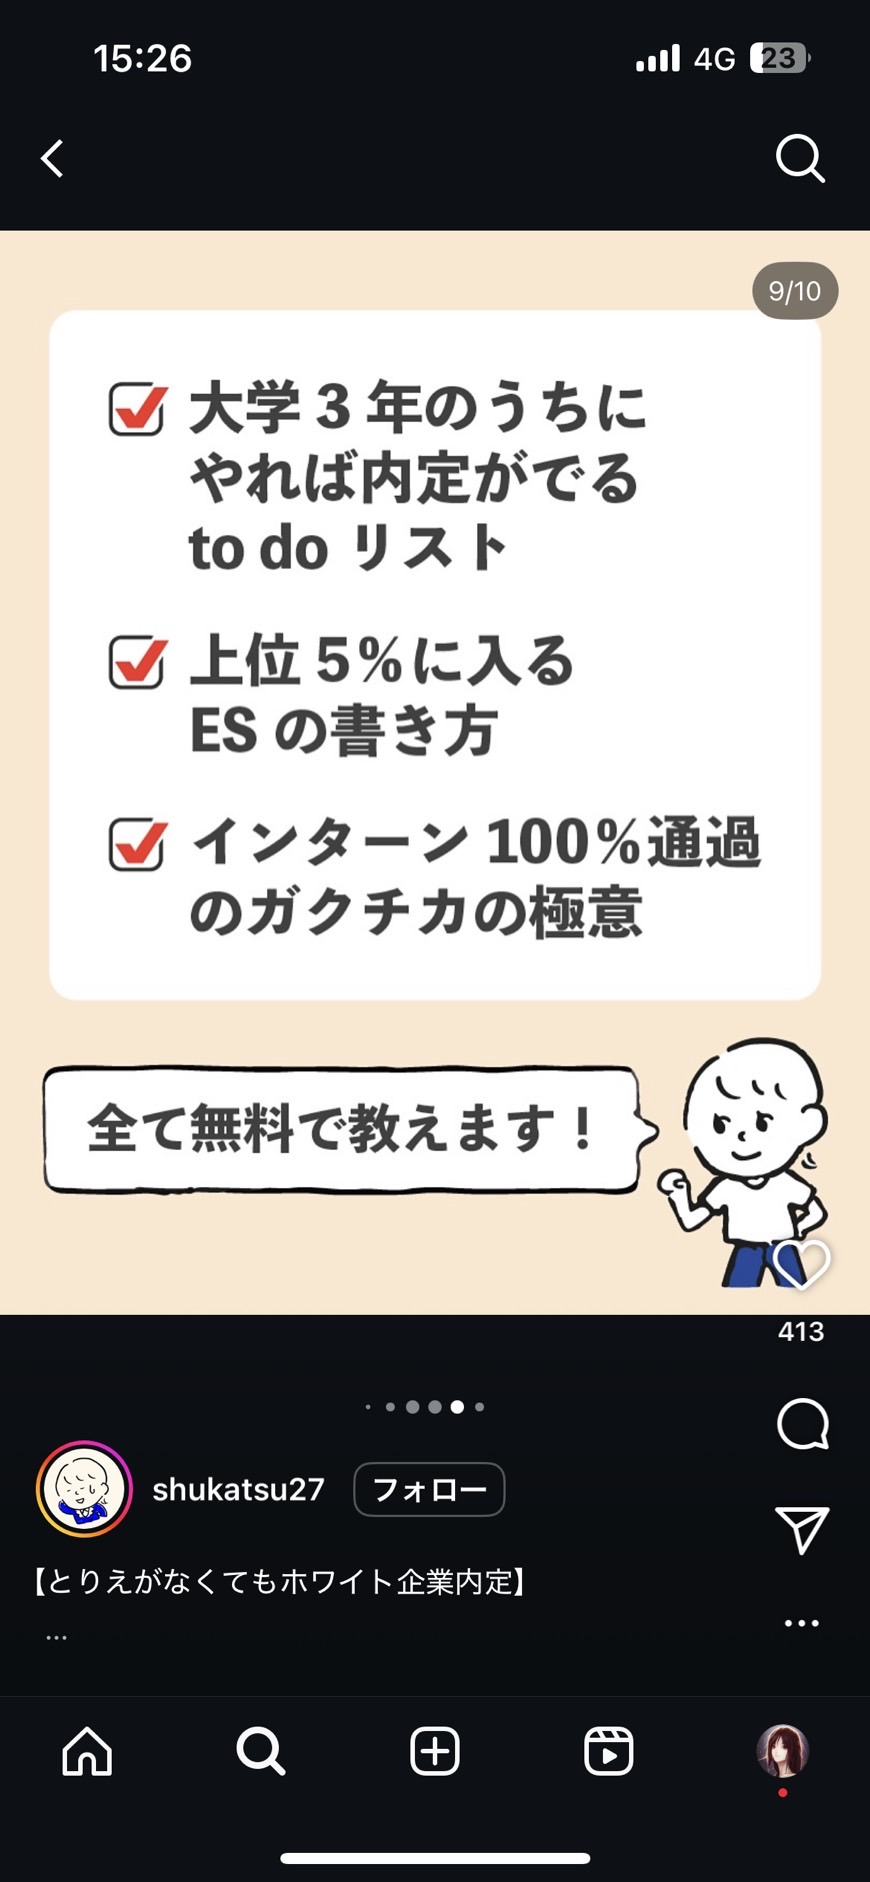 15:26
4G
23
9/10
大学3年のうちに
やれば内定がでる
to do リスト
上位5%に入る
ESの書き方
インターン100%通過
のガクチカの極意
全て無料で教えます!
413
shukatsu27
フォロー
【とりえがなくてもホワイト企業内定】
...